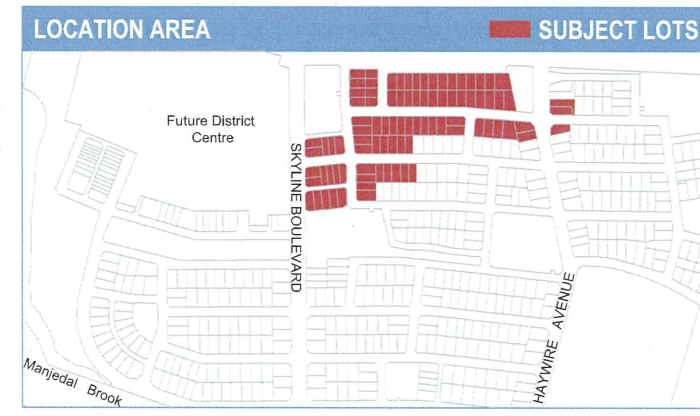 LOCATION AREA
SUBJECT LOTS
Future District
Centre
SKYLINE BOULEVARD
HAYWIRE AVENUE
Manjedal Brook